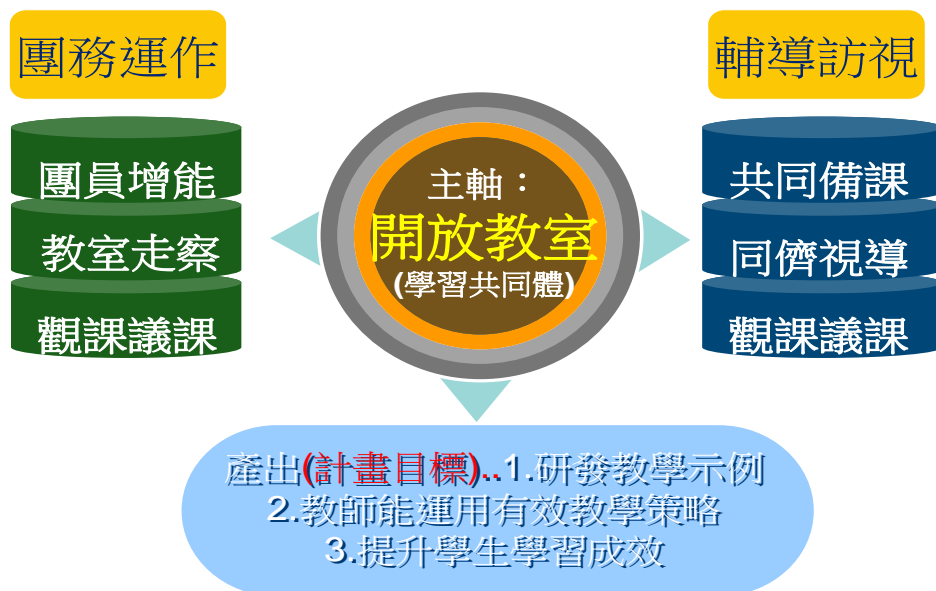 團務運作
團員增能
教室走察
觀課議課
主軸：
開放教室
(學習共同體)
輔導訪視
共同備課
同儕視導
觀課議課
產出(計畫目標)..1.研發教學示例
2.教師能運用有效教學策略
3.提升學生學習成效